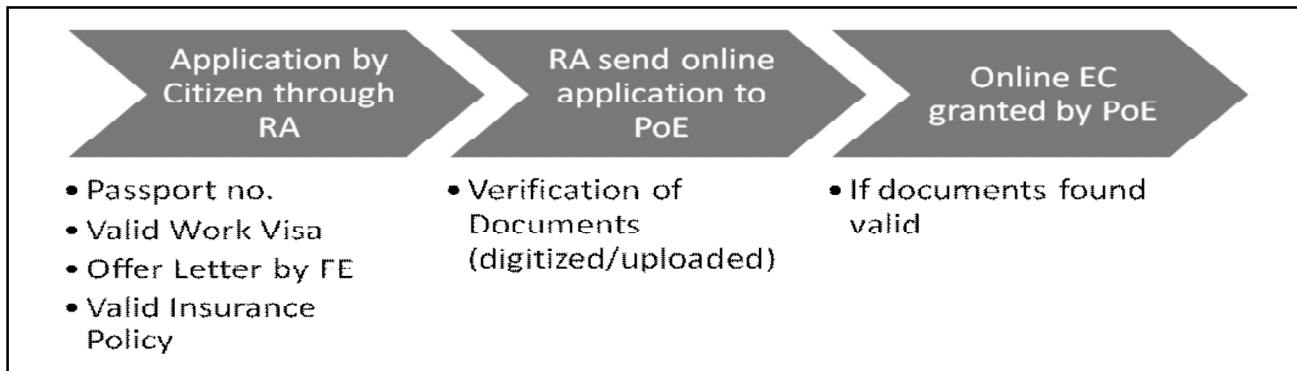 Application by
Citizen through
RA
RA send online
application to
PoE
Online EC
granted by PoE
• Passport no.
• Valid Work Visa
• Offer Letter by FE
• Valid Insurance
Policy
• Verification of
Documents
(digitized/uploaded)
• If documents found
valid